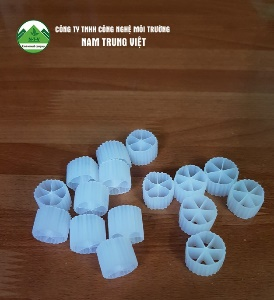 CÔNG TY TNHH CÔNG NGHỆ MÔI TRƯỜNG
NAM TRUNG VIỆT